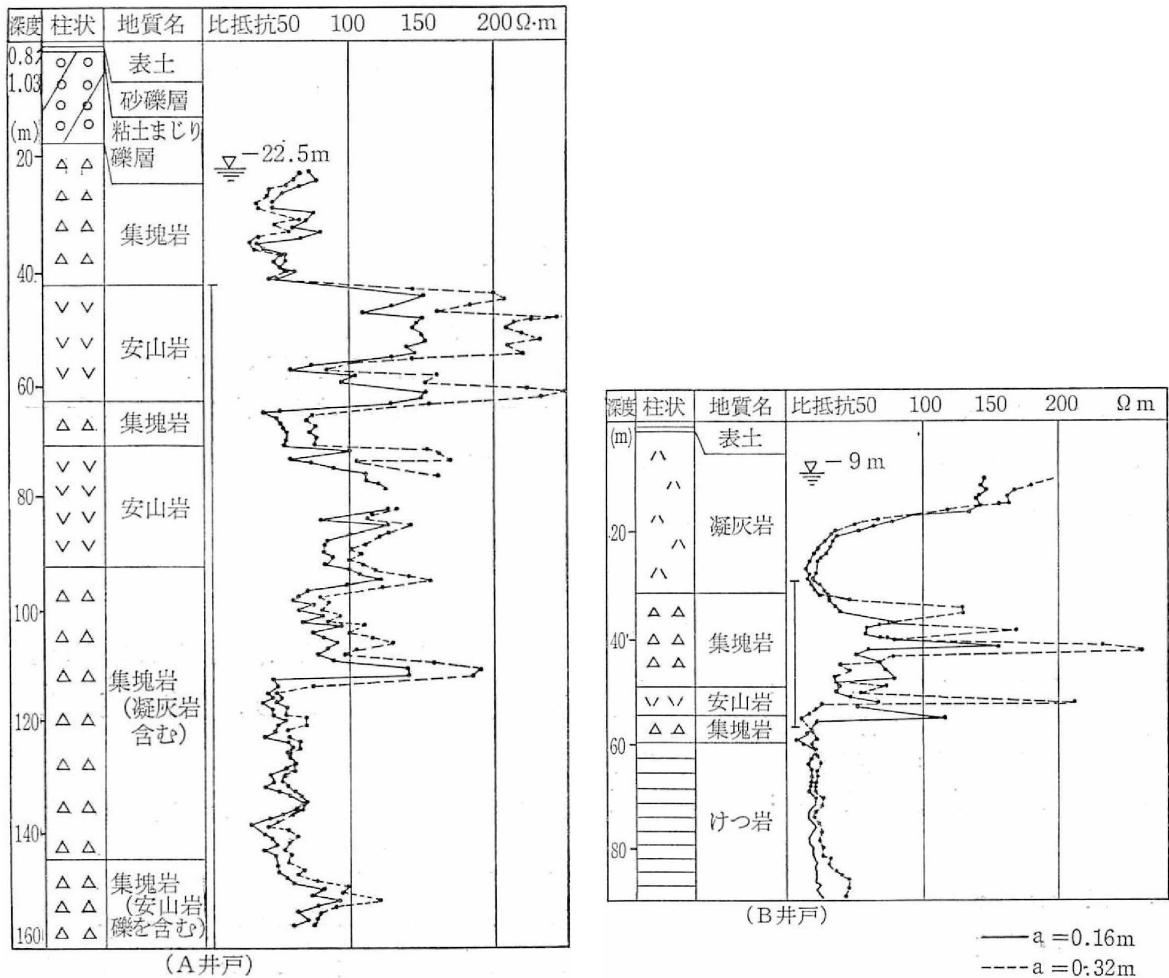 深度 柱状 地質名 比抵抗50 100 150 200 Ω·m
0.8
1.03
(m)
20
40
60
80
100
120
140
160
表土
砂礫層
粘土まじり
礫層
集塊岩
安山岩
集塊岩
安山岩
集塊岩
(凝灰岩
含む)
集塊岩
(安山岩
礫を含む)
−22.5m
(A井戸)
深度 柱状 地質名 比抵抗50 100 150 200 Ωm
(m)
20
40
60
80
表土
凝灰岩
集塊岩
安山岩
集塊岩
けつ岩
−9m
(B井戸)
a=0.16m
a=0.32m